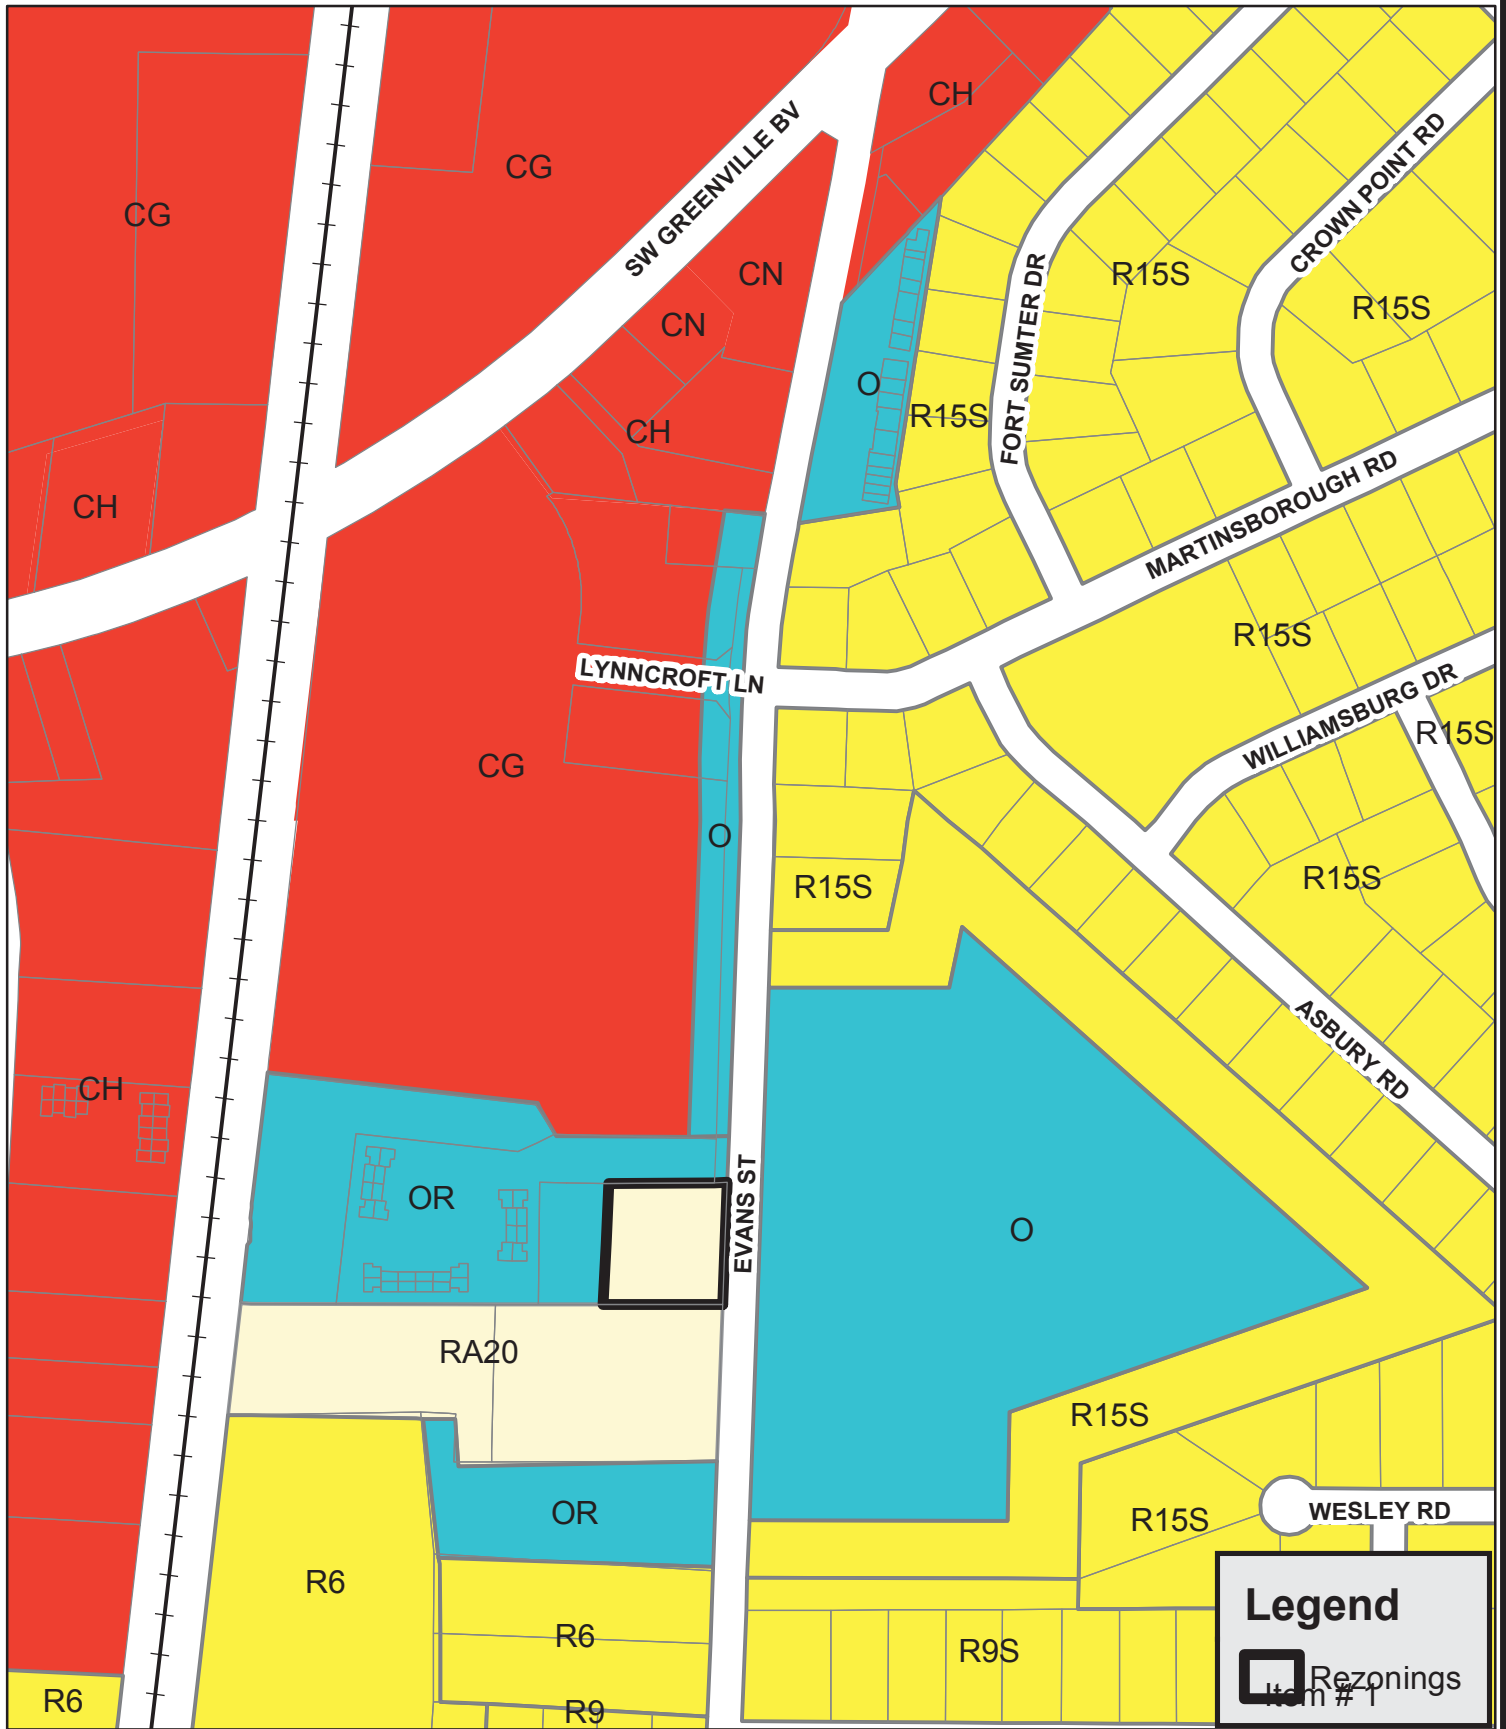 CH
CG
SW GREENVILLE BV
CROWN POINT RD
CG
CN
R15S
R15S
CN
FORT SUMTER DR
O
R15S
CH
MARTINSBOROUGH RD
CH
R15S
LYNNCROFT LN
WILLIAMSBURG DR
R15S
CG
O
R15S
R15S
ASBURY RD
CH
OR
EVANS ST
O
RA20
R15S
OR
R15S
WESLEY RD
R6
R6
R9S
R6
R9
Legend
Rezonings
Item # 1